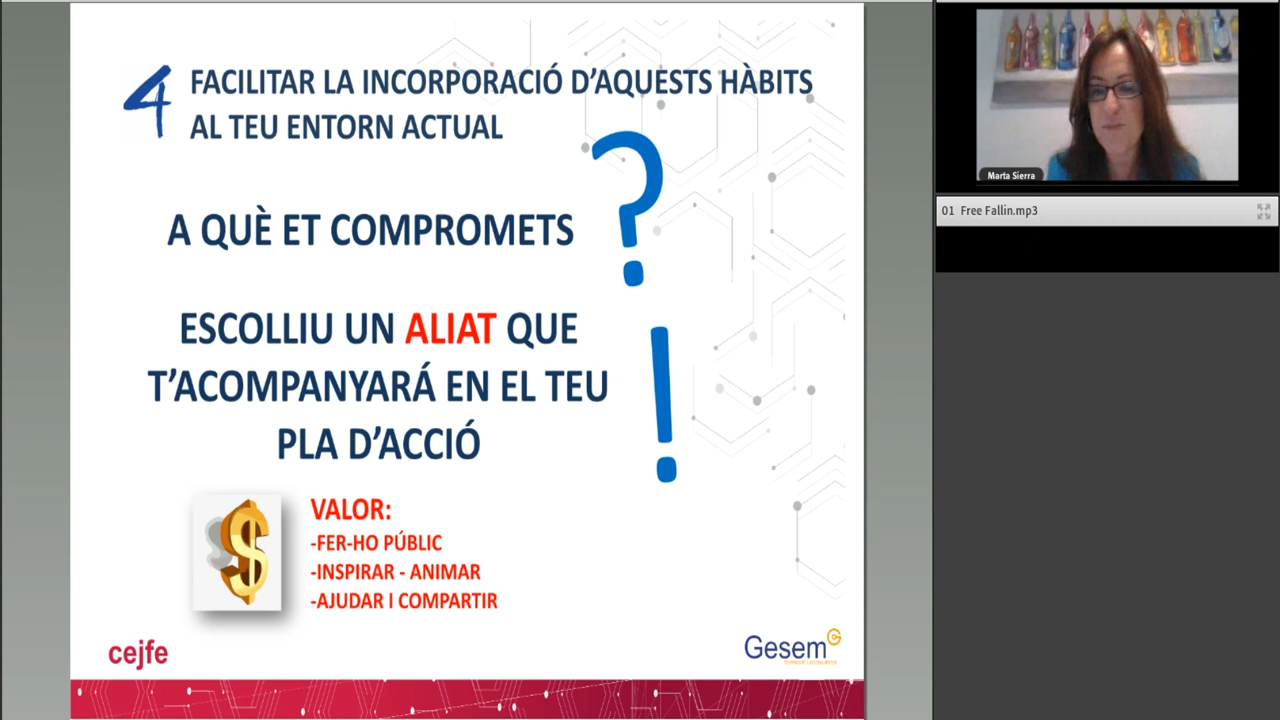 4
FACILITAR LA INCORPORACIÓ D'AQUESTS HÀBITS
AL TEU ENTORN ACTUAL
A QUÈ ET COMPROMETS
?
ESCOLLIU UN ALIAT QUE
T'ACOMPANYARÁ EN EL TEU
PLA D'ACCIÓ
!
$
VALOR:
-FER-HO PÚBLIC
-INSPIRAR - ANIMAR
-AJUDAR I COMPARTIR
cejfe
Gesem
Marta Sierra
01 Free Fallin.mp3